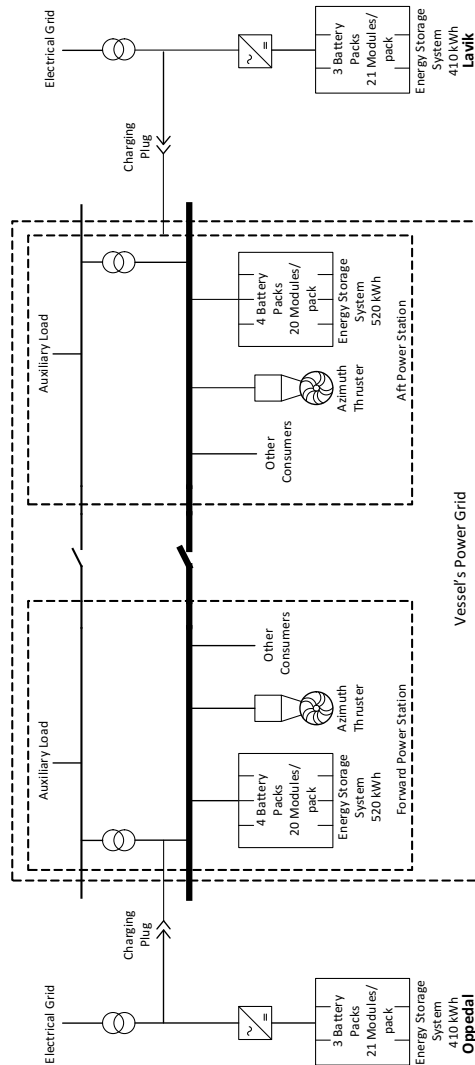 Electrical Grid
Charging
Plug
3 Battery
Packs
21 Modules/
pack
Energy Storage
System
410 kWh
Oppedal
Auxiliary Load
4 Battery
Packs
20 Modules/
pack
Energy Storage
System
520 kWh
Azimuth
Thruster
Other
Consumers
Forward Power Station
Auxiliary Load
Other
Consumers
Azimuth
Thruster
4 Battery
Packs
20 Modules/
pack
Energy Storage
System
520 kWh
Aft Power Station
Vessel's Power Grid
Electrical Grid
Charging
Plug
3 Battery
Packs
21 Modules/
pack
Energy Storage
System
410 kWh
Lavik